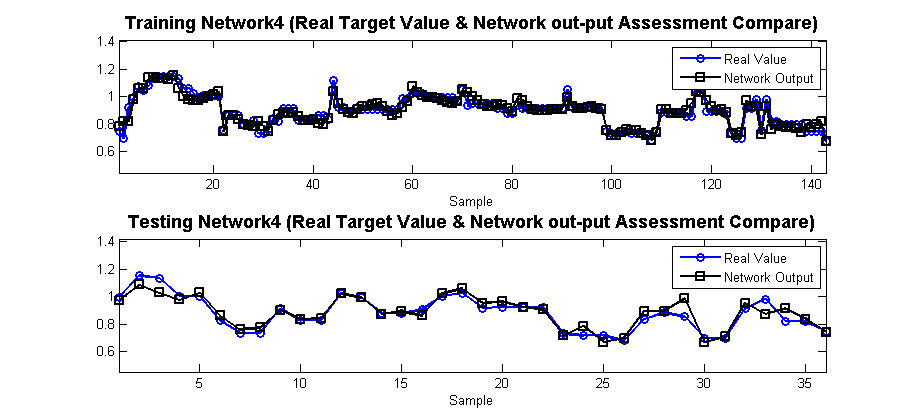 Training Network4 (Real Target Value & Network out-put Assessment Compare)
1.4
1.2
1
0.8
0.6
Real Value
Network Output
20 40 60 80 100 120 140
Sample
Testing Network4 (Real Target Value & Network out-put Assessment Compare)
1.4
1.2
1
0.8
0.6
Real Value
Network Output
5 10 15 20 25 30 35
Sample